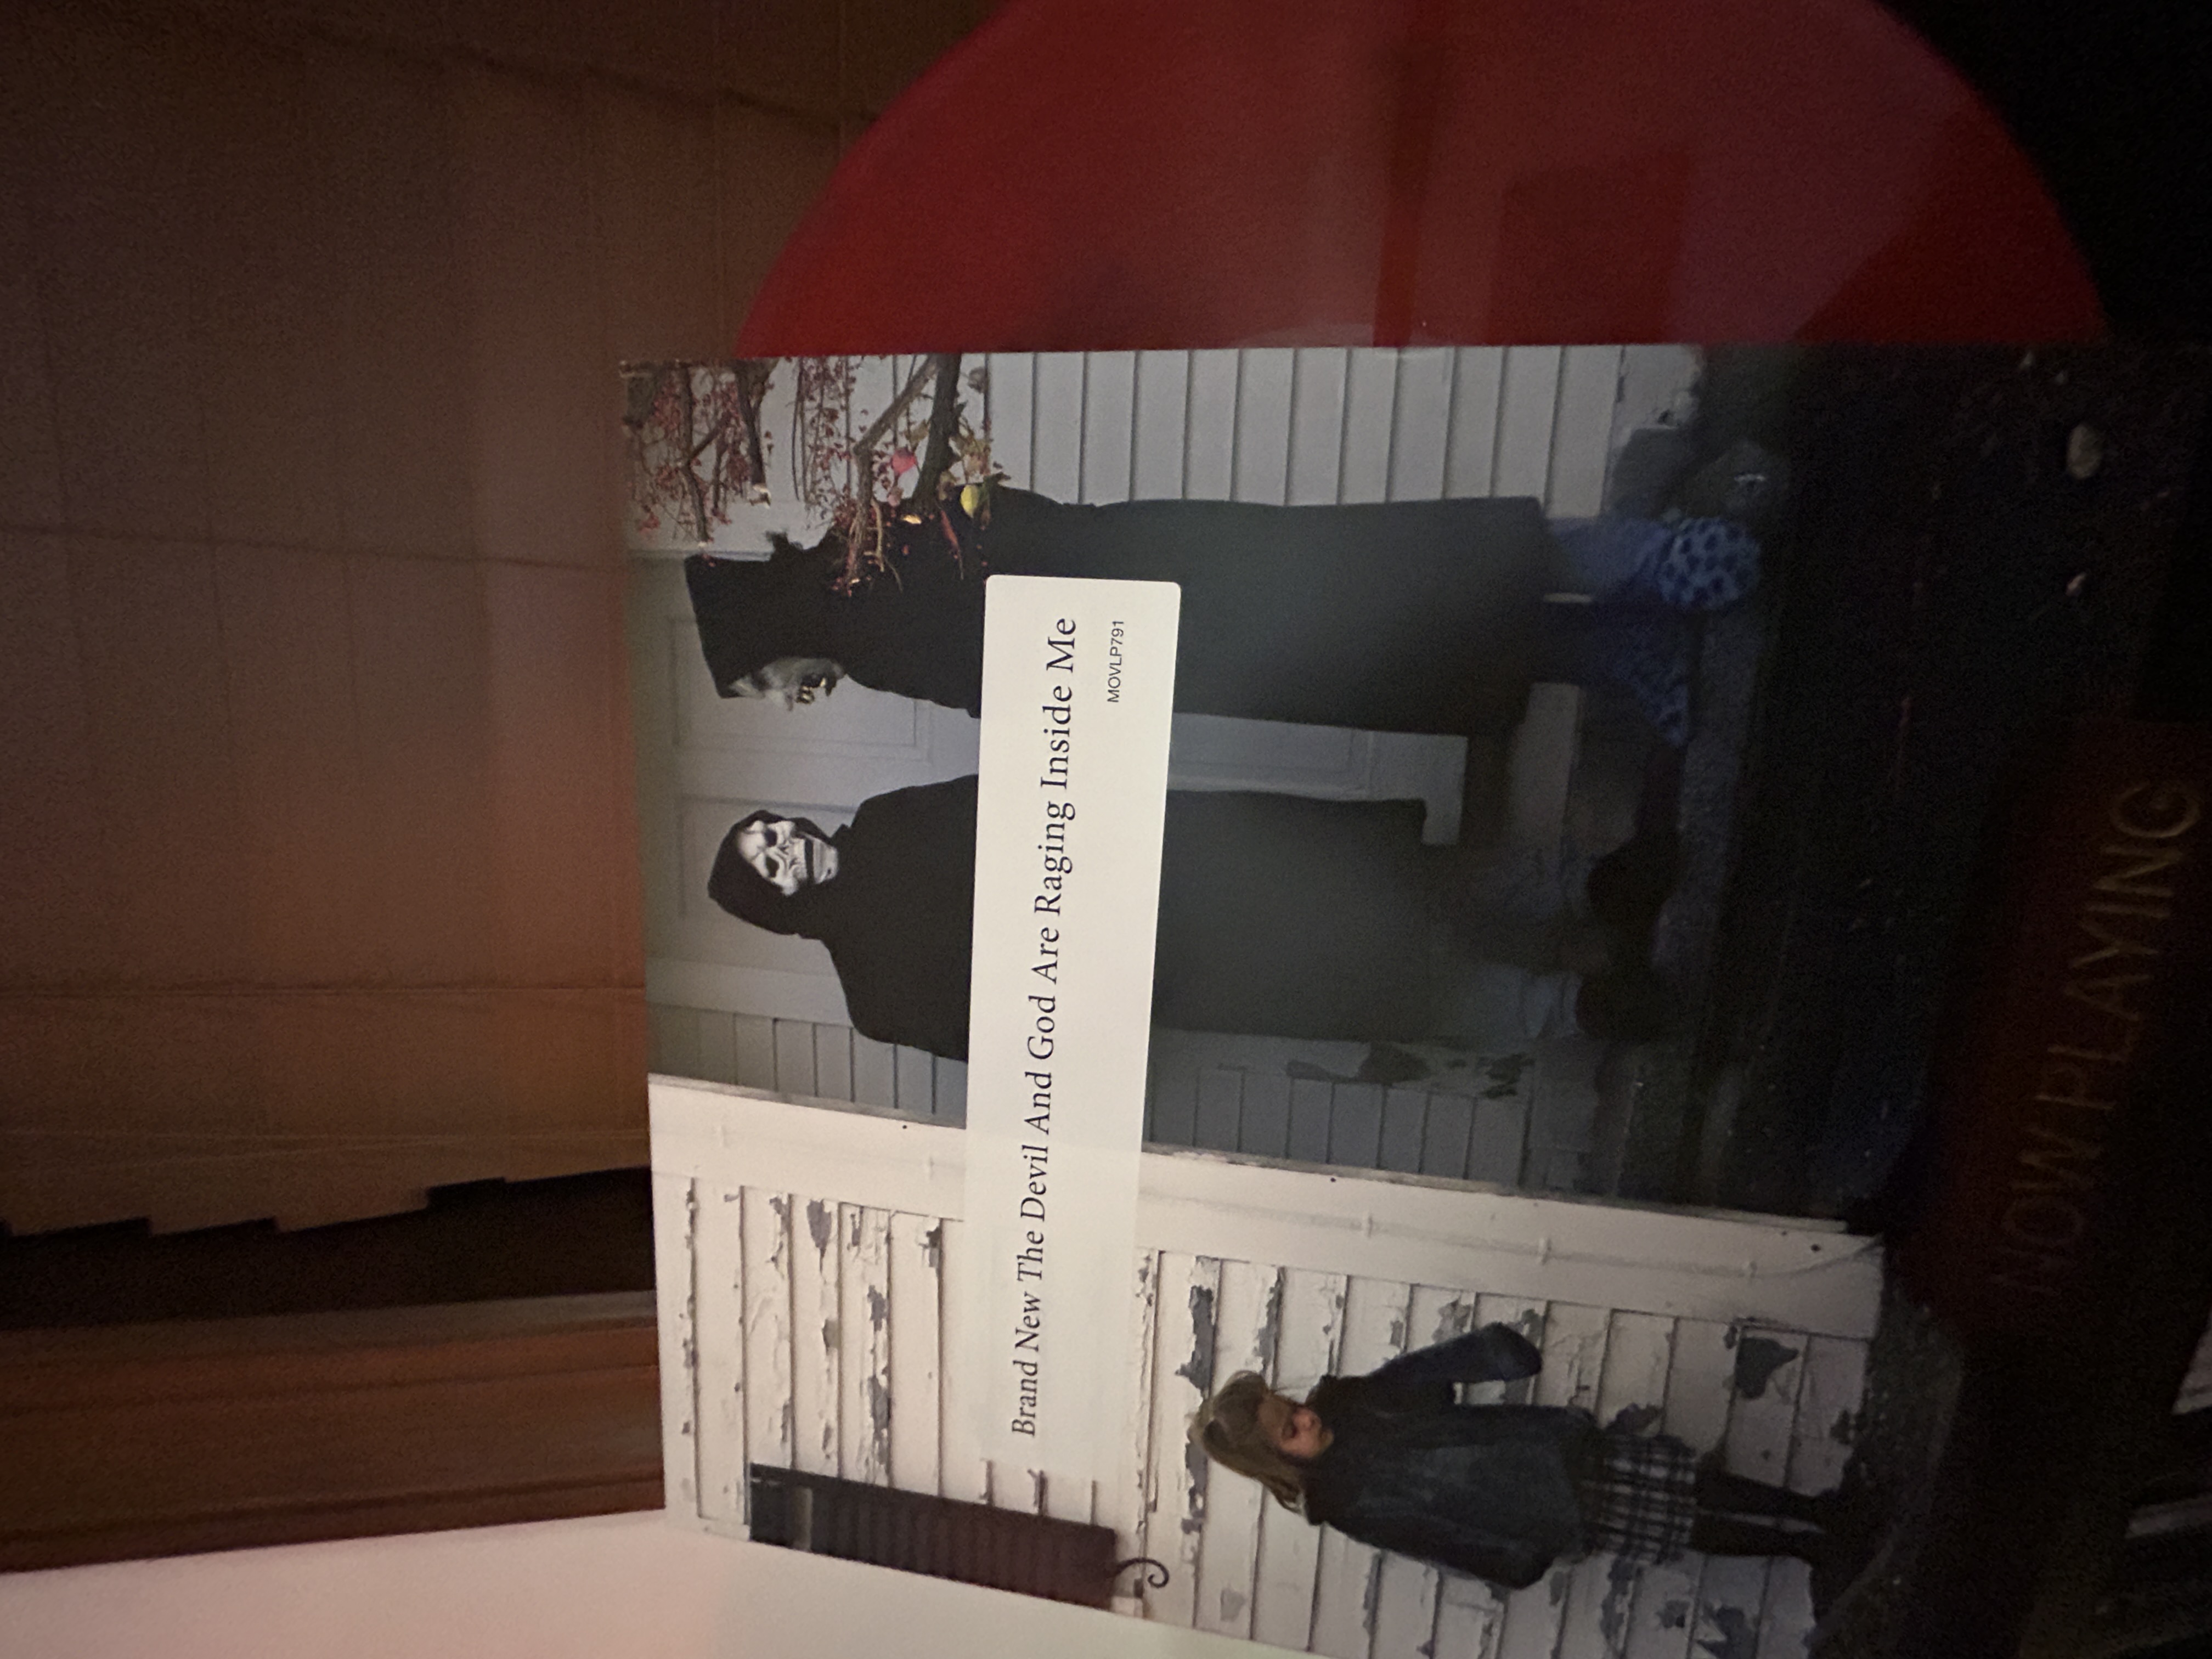 Brand New The Devil And God Are Raging Inside Me
MOVLP791
NOW PLAYING